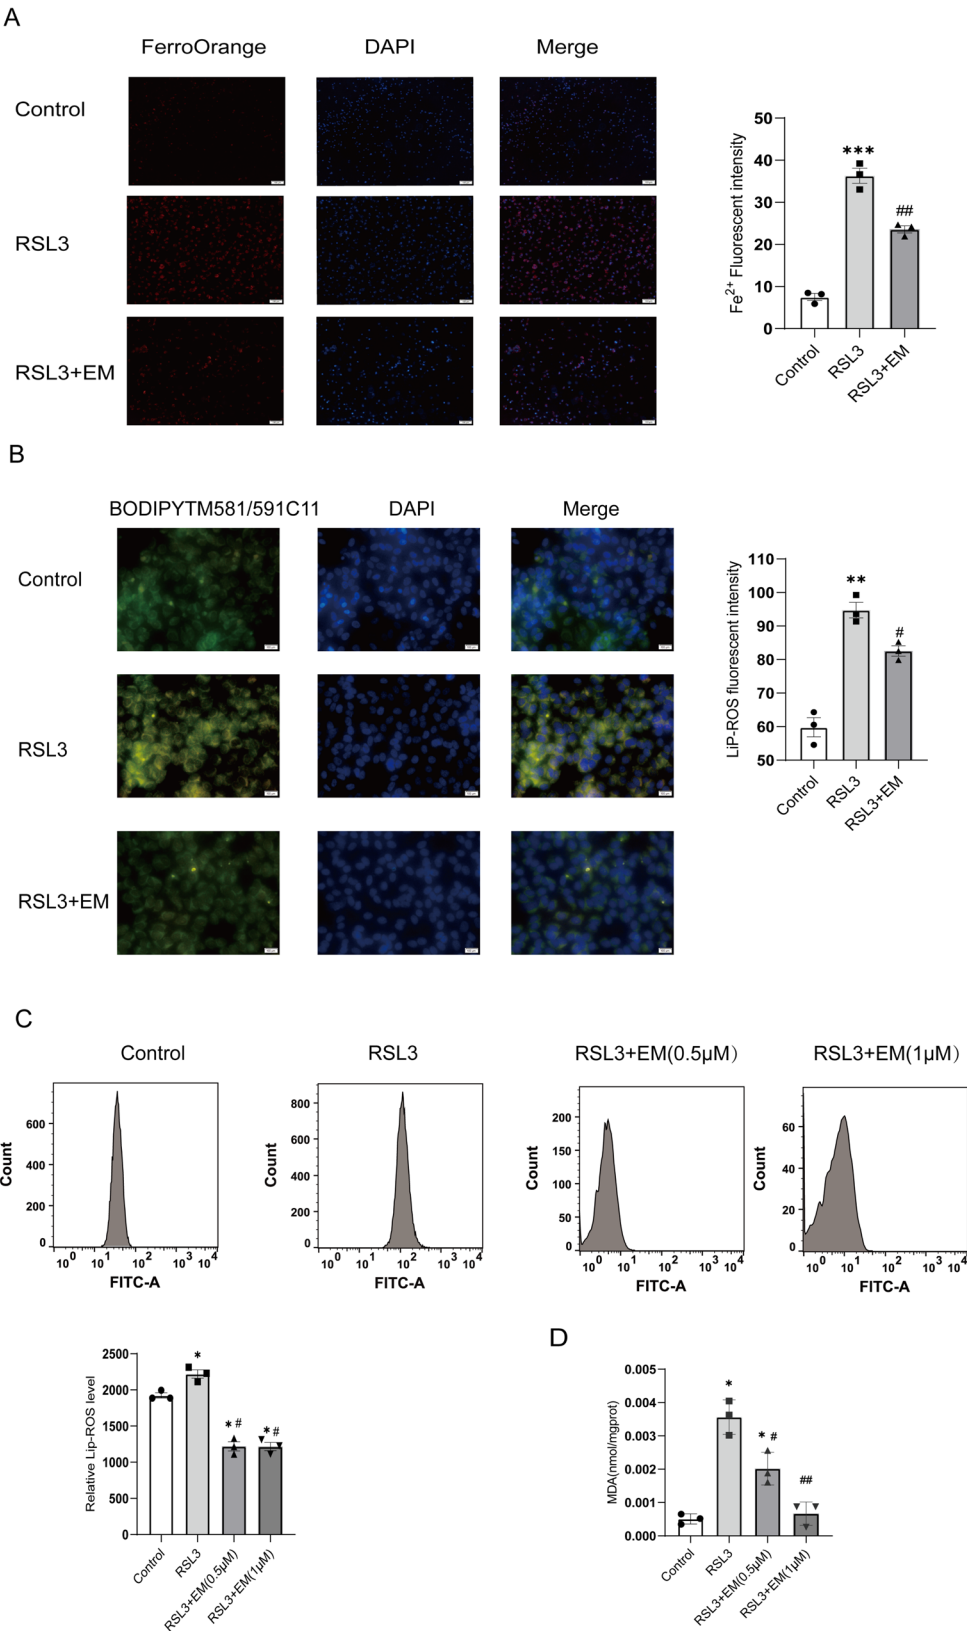 A
FerroOrange DAPI Merge
Control
RSL3
RSL3+EM
Fe2+ Fluorescent intensity
50
40
30
20
10
0
***
##
Control RSL3 RSL3+EM
B
BODIPYTM581/591C11 DAPI Merge
Control
RSL3
RSL3+EM
LiP-ROS fluorescent intensity
110
100
90
80
70
60
50
**
#
Control RSL3 RSL3+EM
C
Control RSL3 RSL3+EM(0.5μM) RSL3+EM(1μM)
Count
600
400
200
0
10^0 10^1 10^2 10^3 10^4
FITC-A
Count
800
600
400
200
0
10^0 10^1 10^2 10^3 10^4
FITC-A
Count
200
150
100
50
0
10^0 10^1 10^2 10^3 10^4
FITC-A
Count
60
40
20
0
10^0 10^1 10^2 10^3 10^4
FITC-A
Relative Lip-ROS level
2500
2000
1500
1000
500
0
*
* #
* #
Control RSL3 RSL3+EM(0.5μM) RSL3+EM(1μM)
D
MDA(nmol/mgprot)
0.005
0.004
0.003
0.002
0.001
0.000
*
* #
##
Control RSL3 RSL3+EM(0.5μM) RSL3+EM(1μM)